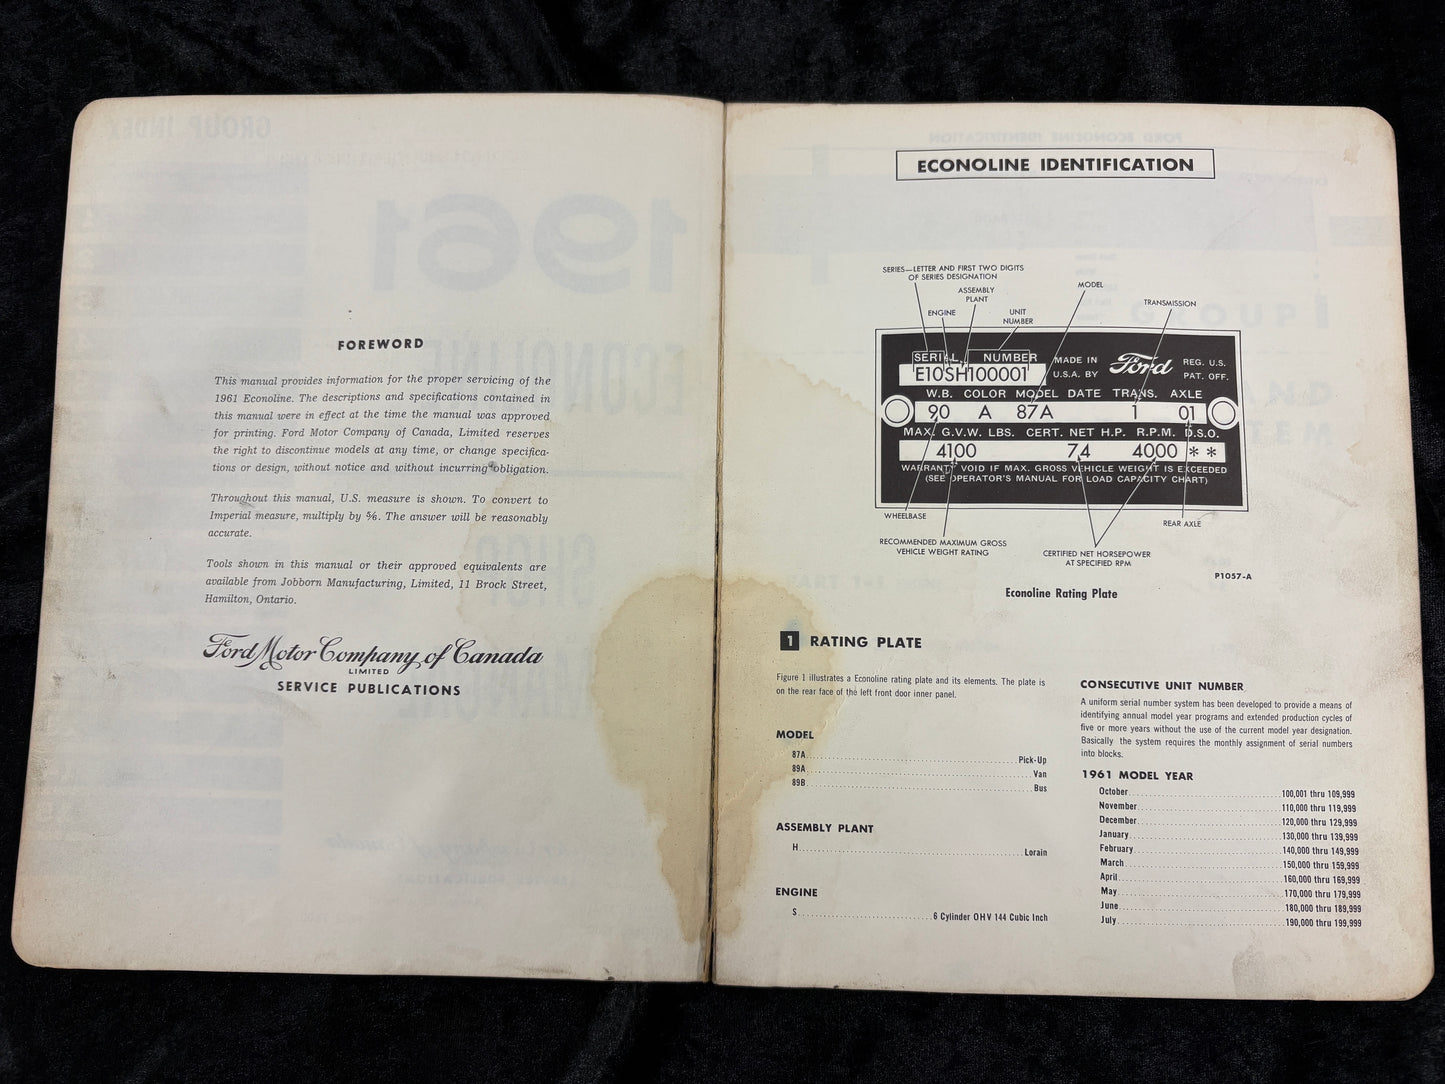 FOREWORD
This manual provides information for the proper servicing of the
1961 Econoline. The descriptions and specifications contained in
this manual were in effect at the time the manual was approved
for printing. Ford Motor Company of Canada, Limited reserves
the right to discontinue models at any time, or change specifica-
tions or design, without notice and without incurring obligation.
Throughout this manual, U.S. measure is shown. To convert to
Imperial measure, multiply by ⅚. The answer will be reasonably
accurate.
Tools shown in this manual or their approved equivalents are
available from Jobborn Manufacturing, Limited, 11 Brock Street,
Hamilton, Ontario.
Ford Motor Company of Canada
LIMITED
SERVICE PUBLICATIONS
ECONOLINE IDENTIFICATION
SERIES—LETTER AND FIRST TWO DIGITS
OF SERIES DESIGNATION
ASSEMBLY
PLANT
MODEL
ENGINE
UNIT
NUMBER
TRANSMISSION
SERIAL NUMBER
E10SH100001
MADE IN
U.S.A. BY
Ford
REG. U.S.
PAT. OFF.
W.B. COLOR MODEL DATE TRANS. AXLE
90 A 87A 1 01
MAX. G.V.W. LBS. CERT. NET H.P. R.P.M. D.S.O.
4100 74 4000 **
WARRANTY VOID IF MAX. GROSS VEHICLE WEIGHT IS EXCEEDED
(SEE OPERATOR'S MANUAL FOR LOAD CAPACITY CHART)
WHEELBASE
REAR AXLE
RECOMMENDED MAXIMUM GROSS
VEHICLE WEIGHT RATING
CERTIFIED NET HORSEPOWER
AT SPECIFIED RPM
P1057-A
Econoline Rating Plate
1 RATING PLATE
Figure 1 illustrates a Econoline rating plate and its elements. The plate is
on the rear face of the left front door inner panel.
MODEL
87A Pick-Up
89A Van
89B Bus
ASSEMBLY PLANT
H Lorain
ENGINE
S 6 Cylinder OHV 144 Cubic Inch
CONSECUTIVE UNIT NUMBER
A uniform serial number system has been developed to provide a means of
identifying annual model year programs and extended production cycles of
five or more years without the use of the current model year designation.
Basically the system requires the monthly assignment of serial numbers
into blocks.
1961 MODEL YEAR
October 100,001 thru 109,999
November 110,000 thru 119,999
December 120,000 thru 129,999
January 130,000 thru 139,999
February 140,000 thru 149,999
March 150,000 thru 159,999
April 160,000 thru 169,999
May 170,000 thru 179,999
June 180,000 thru 189,999
July 190,000 thru 199,999